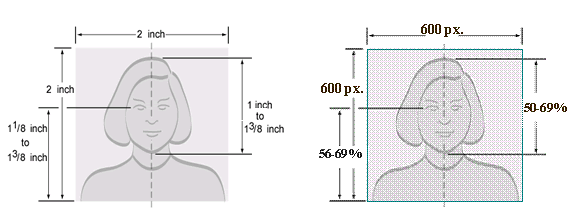 2 inch
2 inch
1 1/8 inch
to
1 3/8 inch
1 inch
to
1 3/8 inch
600 px.
600 px.
56-69%
50-69%